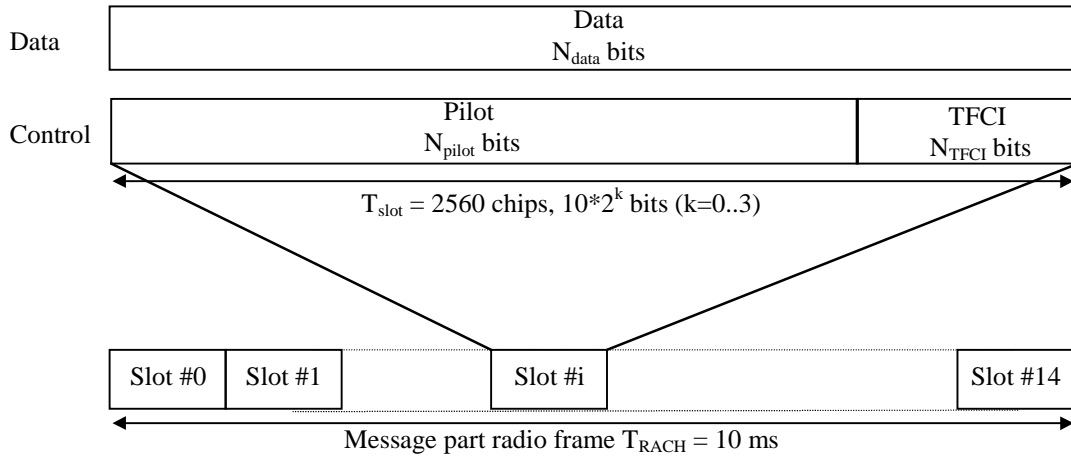 Data
Data
N_data bits
Control
Pilot
N_pilot bits
TFCI
N_TFCI bits
T_slot = 2560 chips, 10*2^k bits (k=0..3)
Slot #0
Slot #1
Slot #i
Slot #14
Message part radio frame T_RACH = 10 ms